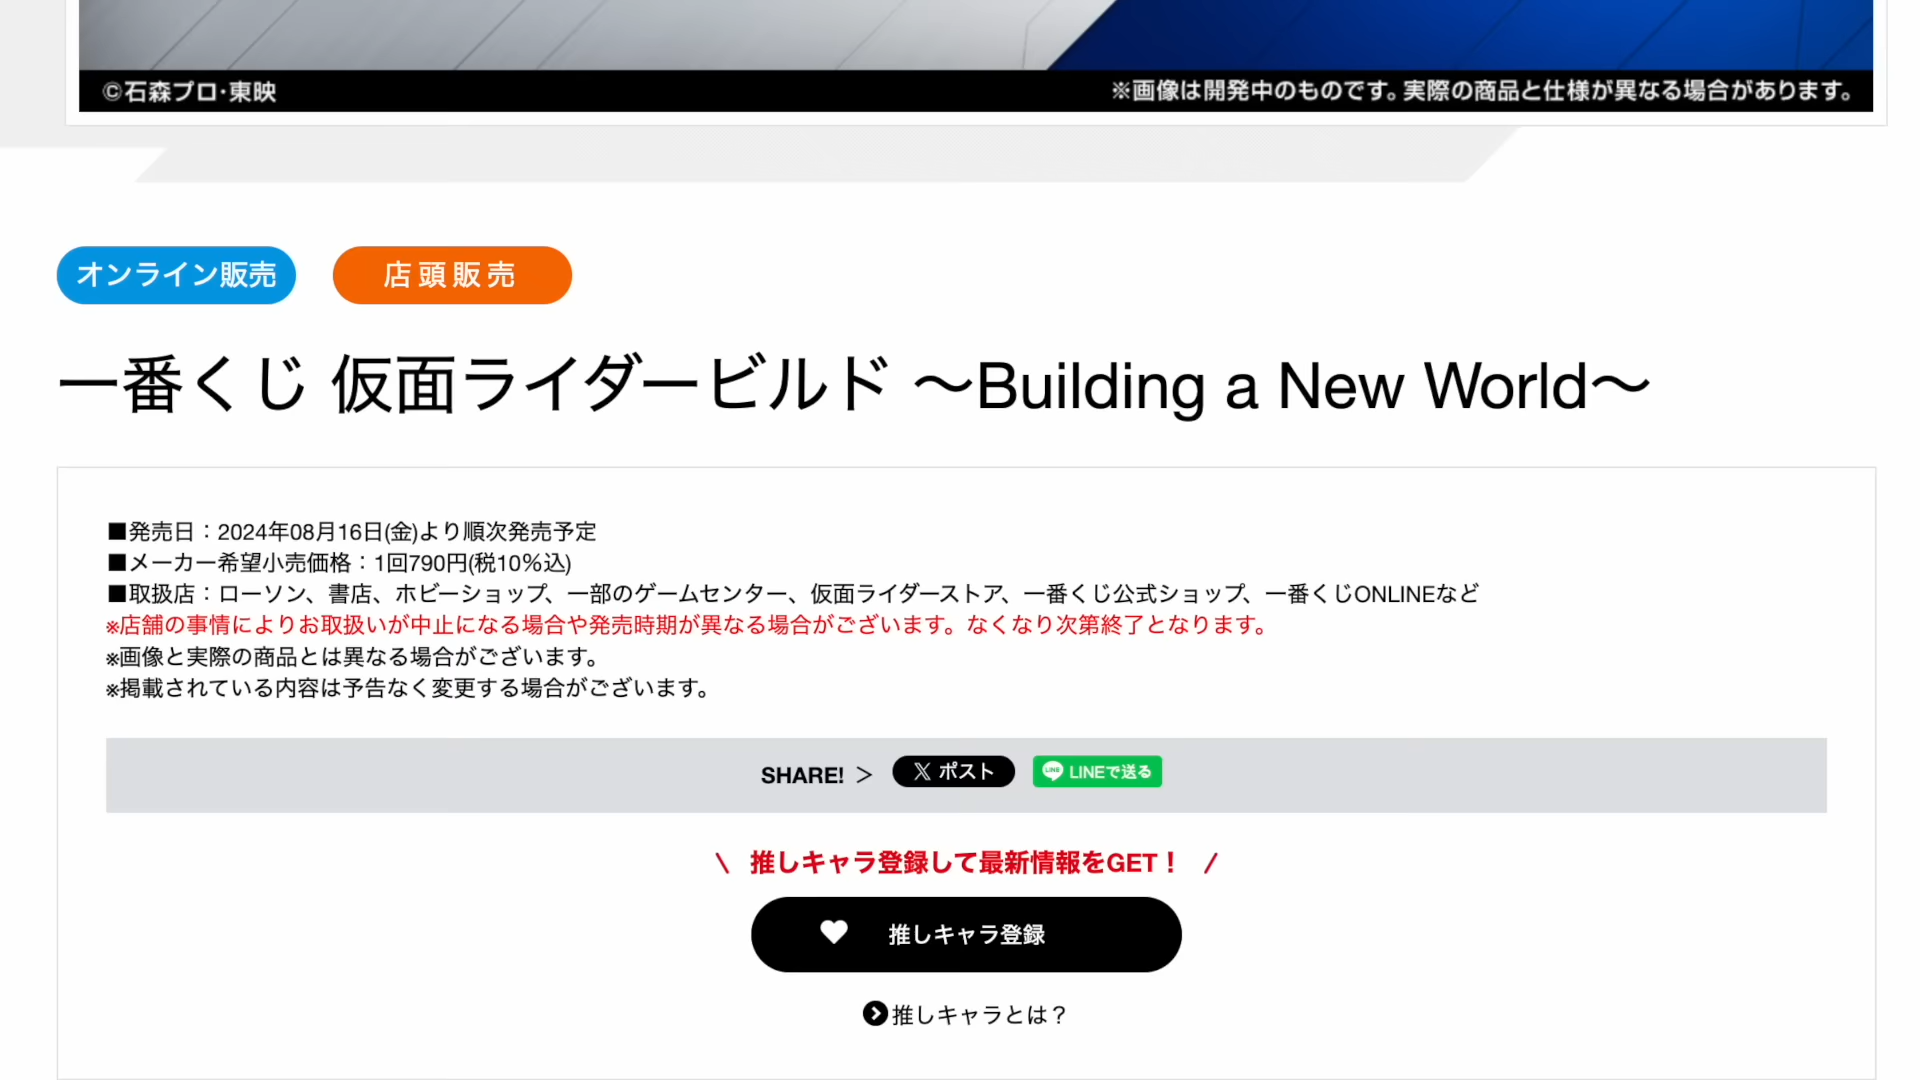 ©石森プロ・東映
※画像は開発中のものです。実際の商品と仕様が異なる場合があります。
オンライン販売
店頭販売
一番くじ 仮面ライダービルド 〜Building a New World〜
■発売日：2024年08月16日(金)より順次発売予定
■メーカー希望小売価格：1回790円(税10％込)
■取扱店：ローソン、書店、ホビーショップ、一部のゲームセンター、仮面ライダーストア、一番くじ公式ショップ、一番くじONLINEなど
※店舗の事情によりお取扱いが中止になる場合や発売時期が異なる場合がございます。なくなり次第終了となります。
※画像と実際の商品とは異なる場合がございます。
※掲載されている内容は予告なく変更する場合がございます。
SHARE! ＞
X ポスト
LINE LINEで送る
\ 推しキャラ登録して最新情報をGET！ /
推しキャラ登録
推しキャラとは？